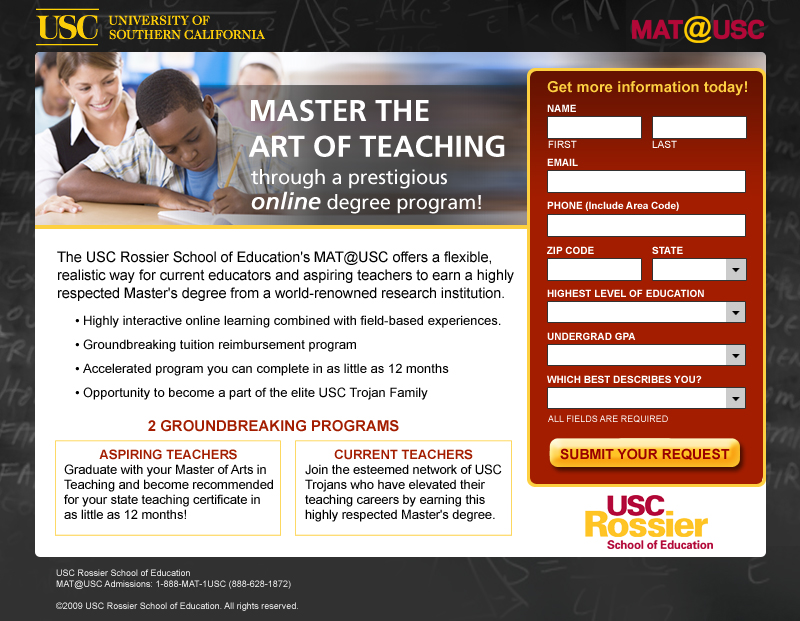 USC UNIVERSITY OF
SOUTHERN CALIFORNIA
MAT@USC
MASTER THE
ART OF TEACHING
through a prestigious
online degree program!
The USC Rossier School of Education's MAT@USC offers a flexible,
realistic way for current educators and aspiring teachers to earn a highly
respected Master's degree from a world-renowned research institution.
• Highly interactive online learning combined with field-based experiences.
• Groundbreaking tuition reimbursement program
• Accelerated program you can complete in as little as 12 months
• Opportunity to become a part of the elite USC Trojan Family
2 GROUNDBREAKING PROGRAMS
ASPIRING TEACHERS
Graduate with your Master of Arts in
Teaching and become recommended
for your state teaching certificate in
as little as 12 months!
CURRENT TEACHERS
Join the esteemed network of USC
Trojans who have elevated their
teaching careers by earning this
highly respected Master's degree.
Get more information today!
NAME
FIRST LAST
EMAIL
PHONE (Include Area Code)
ZIP CODE STATE
HIGHEST LEVEL OF EDUCATION
UNDERGRAD GPA
WHICH BEST DESCRIBES YOU?
ALL FIELDS ARE REQUIRED
SUBMIT YOUR REQUEST
USC
Rossier
School of Education
USC Rossier School of Education
MAT@USC Admissions: 1-888-MAT-1USC (888-628-1872)
©2009 USC Rossier School of Education. All rights reserved.